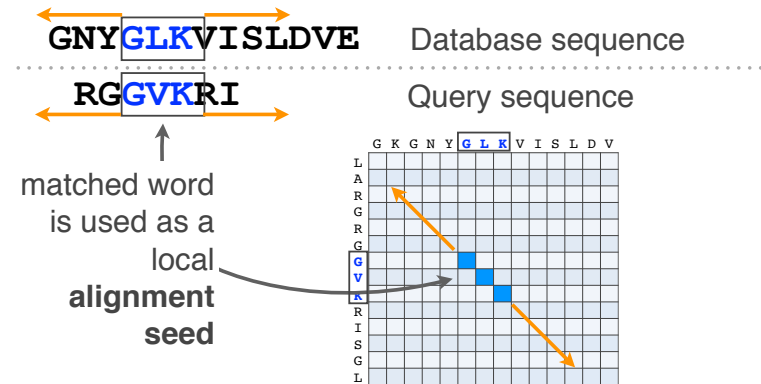 GNYGLKVISLDVE Database sequence
RGGVKRI Query sequence
G K G N Y G L K V I S L D V
matched word
is used as a
local
alignment
seed
L
A
R
G
R
G
G
V
K
R
I
S
G
L